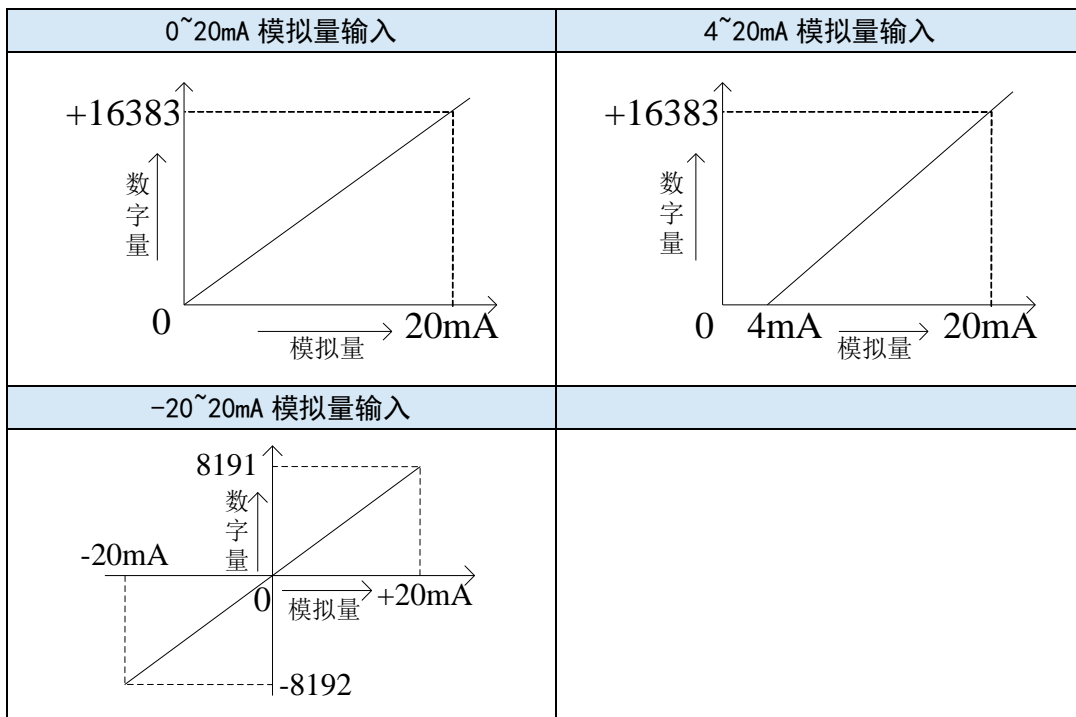 0~20mA 模拟量输入
4~20mA 模拟量输入
+16383
数字量
0
模拟量
20mA
+16383
数字量
0
4mA
模拟量
20mA
-20~20mA 模拟量输入
8191
数字量
-20mA
0
模拟量
+20mA
-8192